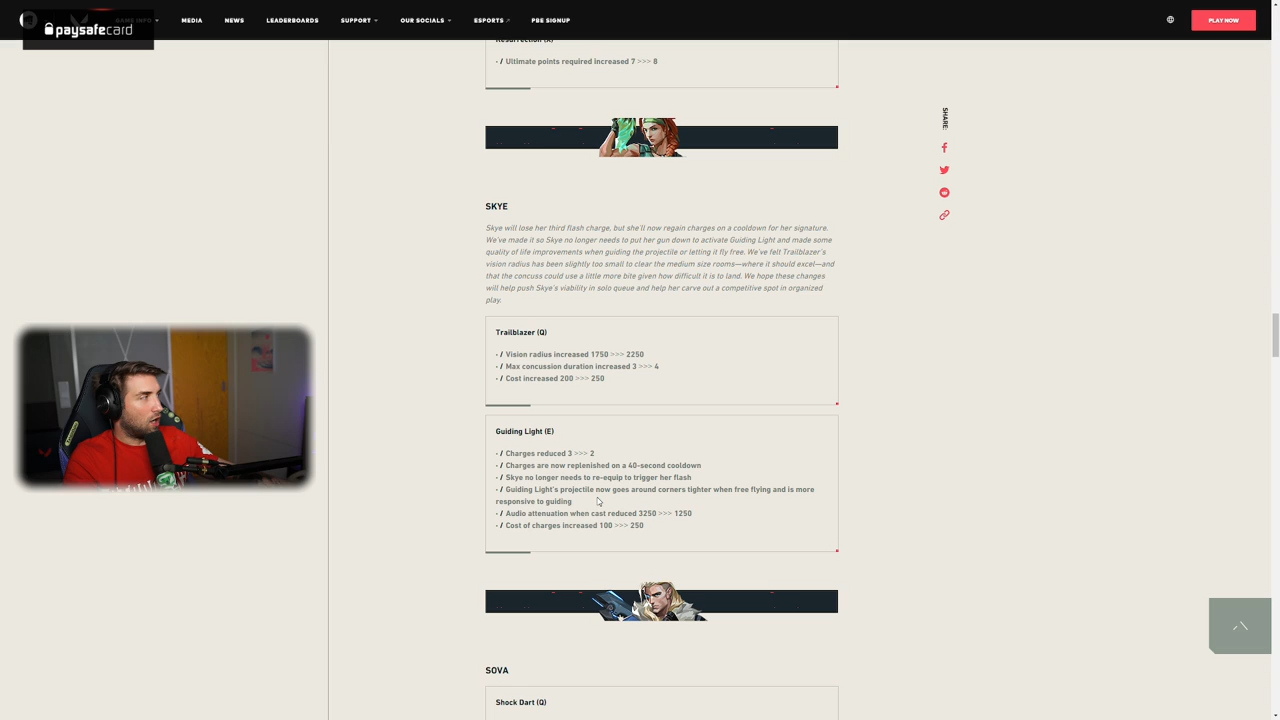 GAME INFO
MEDIA
NEWS
LEADERBOARDS
SUPPORT
OUR SOCIALS
ESPORTS
PBE SIGNUP
PLAY NOW
paysafecard
Resurrection (X)
· / Ultimate points required increased 7 >>> 8
SHARE:
SKYE
Skye will lose her third flash charge, but she'll now regain charges on a cooldown for her signature.
We've made it so Skye no longer needs to put her gun down to activate Guiding Light and made some
quality of life improvements when guiding the projectile or letting it fly free. We've felt Trailblazer's
vision radius has been slightly too small to clear the medium size rooms—where it should excel—and
that the concuss could use a little more bite given how difficult it is to land. We hope these changes
will help push Skye's viability in solo queue and help her carve out a competitive spot in organized
play.
Trailblazer (Q)
· / Vision radius increased 1750 >>> 2250
· / Max concussion duration increased 3 >>> 4
· / Cost increased 200 >>> 250
Guiding Light (E)
· / Charges reduced 3 >>> 2
· / Charges are now replenished on a 40-second cooldown
· / Skye no longer needs to re-equip to trigger her flash
· / Guiding Light's projectile now goes around corners tighter when free flying and is more
responsive to guiding
· / Audio attenuation when cast reduced 3250 >>> 1250
· / Cost of charges increased 100 >>> 250
SOVA
Shock Dart (Q)